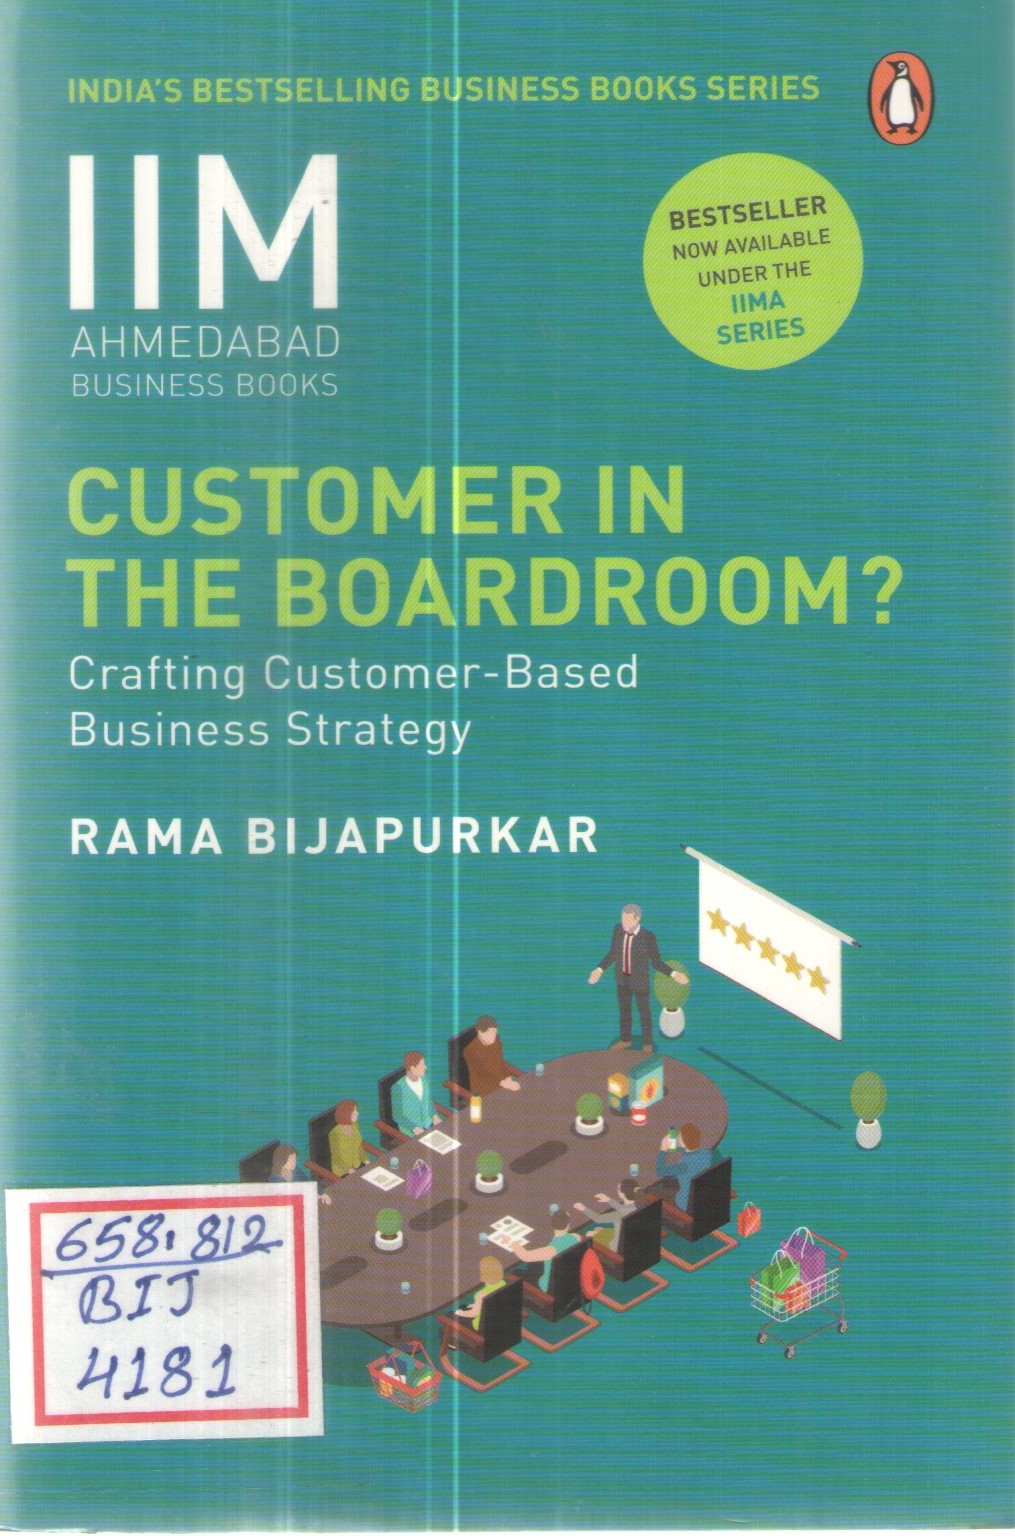 INDIA'S BESTSELLING BUSINESS BOOKS SERIES
IIM
AHMEDABAD
BUSINESS BOOKS
BESTSELLER
NOW AVAILABLE
UNDER THE
IIMA
SERIES
CUSTOMER IN
THE BOARDROOM?
Crafting Customer-Based
Business Strategy
RAMA BIJAPURKAR
658.812
BIJ
4181